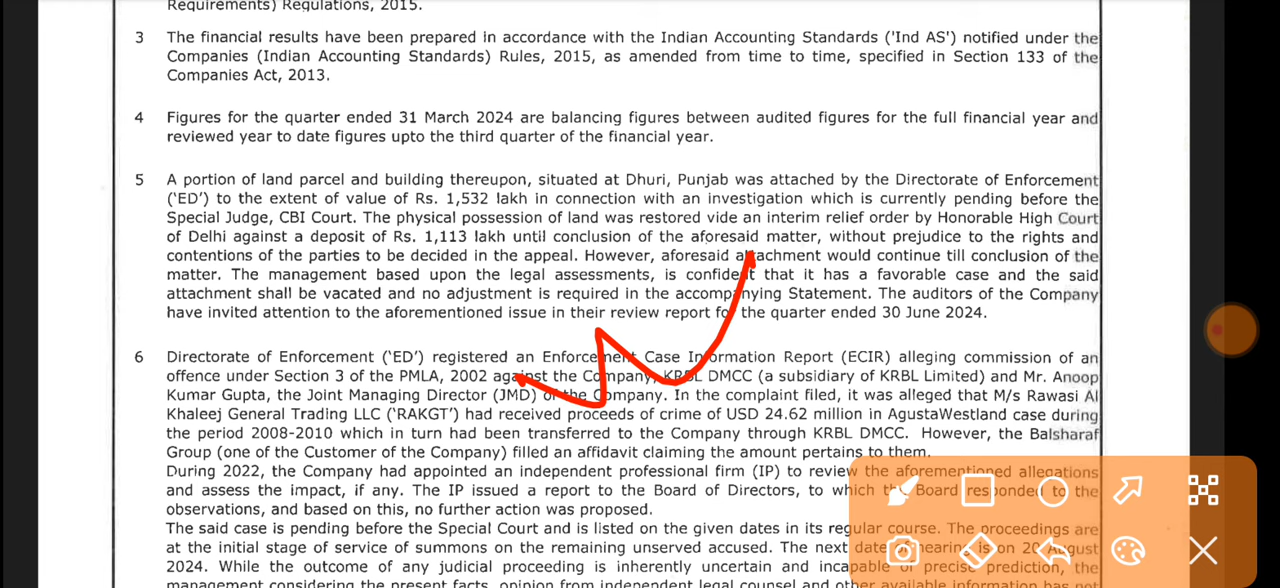 Requirements) Regulations, 2015.
3 The financial results have been prepared in accordance with the Indian Accounting Standards ('Ind AS') notified under the
Companies (Indian Accounting Standards) Rules, 2015, as amended from time to time, specified in Section 133 of the
Companies Act, 2013.
4 Figures for the quarter ended 31 March 2024 are balancing figures between audited figures for the full financial year and
reviewed year to date figures upto the third quarter of the financial year.
5 A portion of land parcel and building thereupon, situated at Dhuri, Punjab was attached by the Directorate of Enforcement
('ED') to the extent of value of Rs. 1,532 lakh in connection with an investigation which is currently pending before the
Special Judge, CBI Court. The physical possession of land was restored vide an interim relief order by Honorable High Court
of Delhi against a deposit of Rs. 1,113 lakh until conclusion of the aforesaid matter, without prejudice to the rights and
contentions of the parties to be decided in the appeal. However, aforesaid attachment would continue till conclusion of the
matter. The management based upon the legal assessments, is confident that it has a favorable case and the said
attachment shall be vacated and no adjustment is required in the accompanying Statement. The auditors of the Company
have invited attention to the aforementioned issue in their review report for the quarter ended 30 June 2024.
6 Directorate of Enforcement ('ED') registered an Enforcement Case Information Report (ECIR) alleging commission of an
offence under Section 3 of the PMLA, 2002 against the Company, KRBL DMCC (a subsidiary of KRBL Limited) and Mr. Anoop
Kumar Gupta, the Joint Managing Director (JMD) of the Company. In the complaint filed, it was alleged that M/s Rawasi Al
Khaleej General Trading LLC ('RAKGT') had received proceeds of crime of USD 24.62 million in AgustaWestland case during
the period 2008-2010 which in turn had been transferred to the Company through KRBL DMCC. However, the Balsharaf
Group (one of the Customer of the Company) filled an affidavit claiming the amount pertains to them.
During 2022, the Company had appointed an independent professional firm (IP) to review the aforementioned allegations
and assess the impact, if any. The IP issued a report to the Board of Directors, to which the Board responded to the
observations, and based on this, no further action was proposed.
The said case is pending before the Special Court and is listed on the given dates in its regular course. The proceedings are
at the initial stage of service of summons on the remaining unserved accused. The next date of hearing is on 20 August
2024. While the outcome of any judicial proceeding is inherently uncertain and incapable of precise prediction, the
management considering the present facts, opinion from independent legal counsel and other available information has not